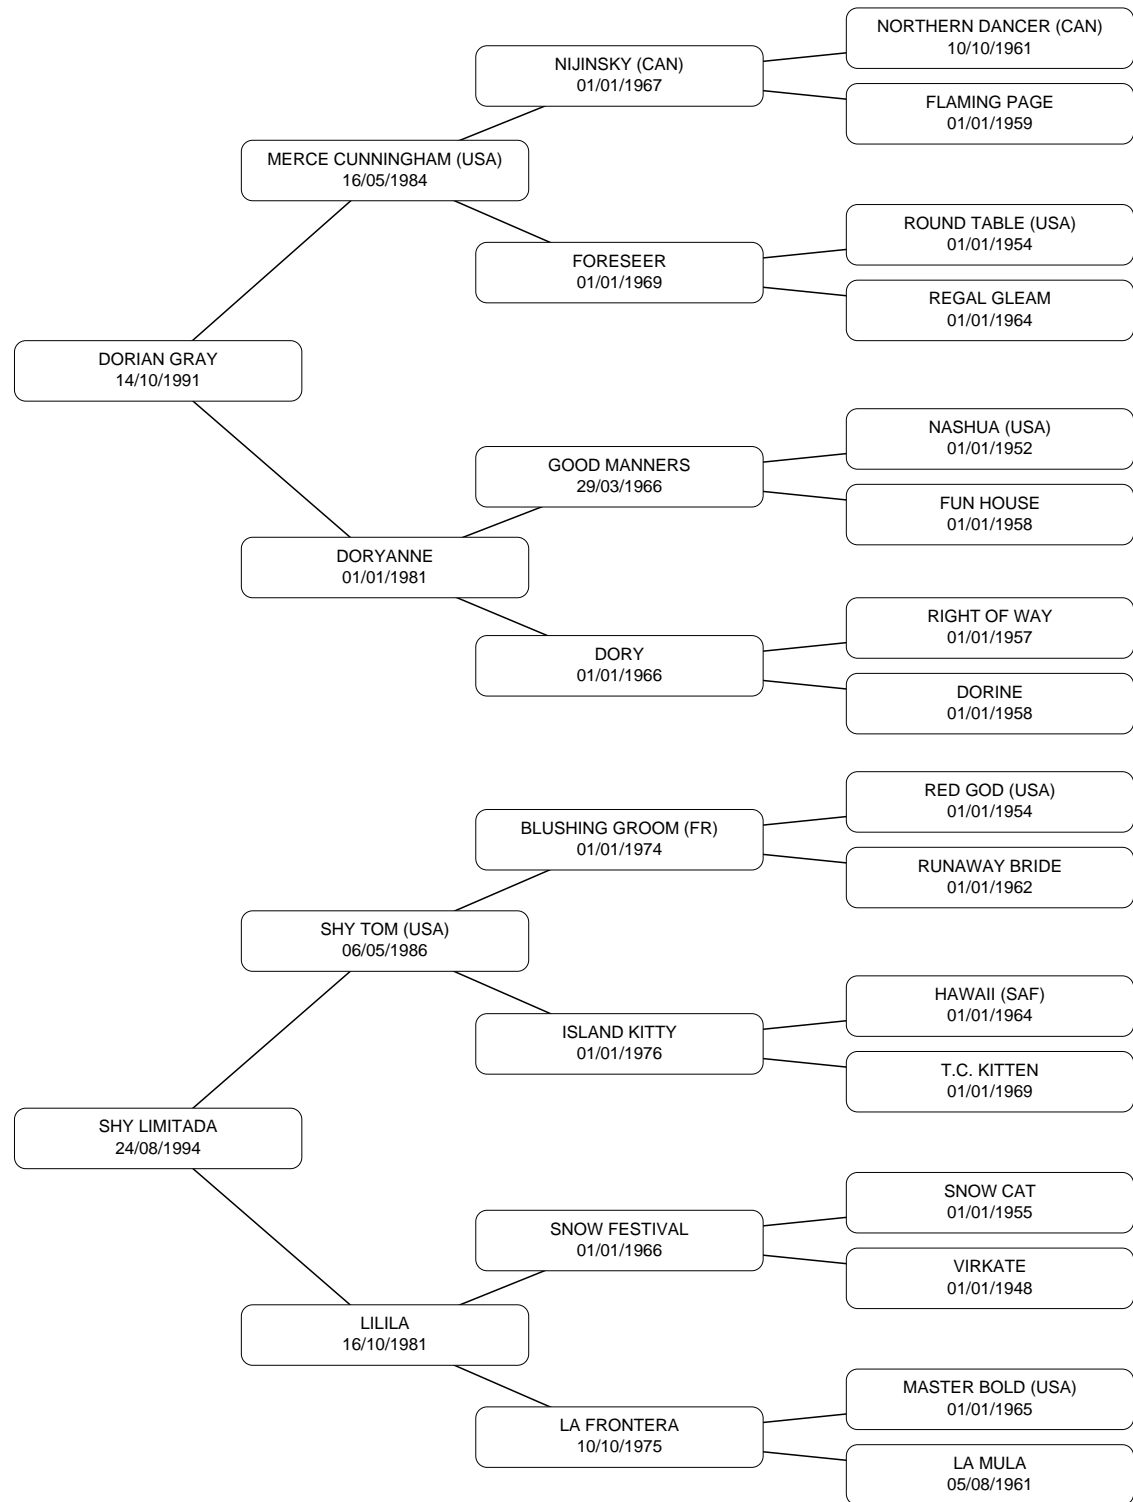 NORTHERN DANCER (CAN)
10/10/1961
NIJINSKY (CAN)
01/01/1967
FLAMING PAGE
01/01/1959
MERCE CUNNINGHAM (USA)
16/05/1984
ROUND TABLE (USA)
01/01/1954
FORESEER
01/01/1969
REGAL GLEAM
01/01/1964
DORIAN GRAY
14/10/1991
NASHUA (USA)
01/01/1952
GOOD MANNERS
29/03/1966
FUN HOUSE
01/01/1958
DORYANNE
01/01/1981
RIGHT OF WAY
01/01/1957
DORY
01/01/1966
DORINE
01/01/1958
RED GOD (USA)
01/01/1954
BLUSHING GROOM (FR)
01/01/1974
RUNAWAY BRIDE
01/01/1962
SHY TOM (USA)
06/05/1986
HAWAII (SAF)
01/01/1964
ISLAND KITTY
01/01/1976
T.C. KITTEN
01/01/1969
SHY LIMITADA
24/08/1994
SNOW CAT
01/01/1955
SNOW FESTIVAL
01/01/1966
VIRKATE
01/01/1948
LILILA
16/10/1981
MASTER BOLD (USA)
01/01/1965
LA FRONTERA
10/10/1975
LA MULA
05/08/1961